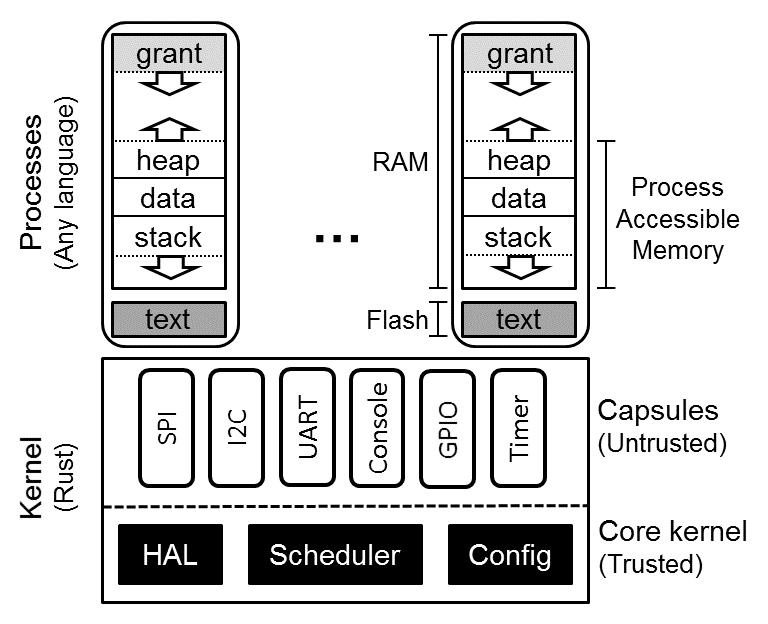 Processes
(Any language)
grant
heap
data
stack
text
...
RAM
Flash
grant
heap
data
stack
text
Process
Accessible
Memory
Kernel
(Rust)
SPI
I2C
UART
Console
GPIO
Timer
Capsules
(Untrusted)
HAL
Scheduler
Config
Core kernel
(Trusted)